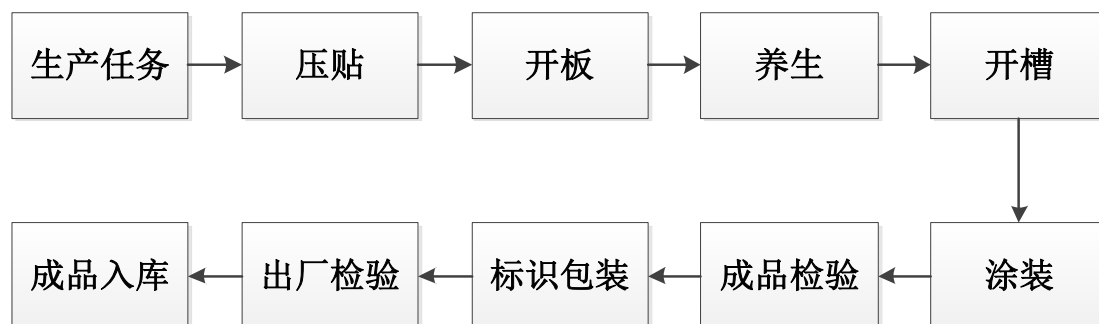 生产任务
压贴
开板
养生
开槽
涂装
成品检验
标识包装
出厂检验
成品入库